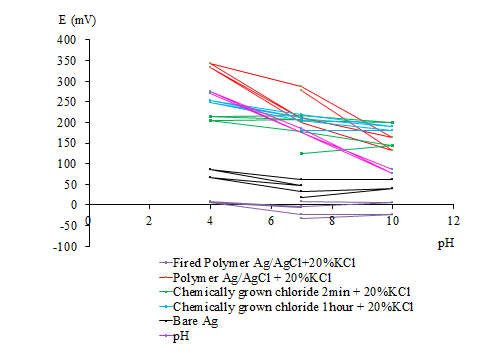 E (mV)
400
350
300
250
200
150
100
50
0
-50
-100
0
2
4
6
8
10
12
pH
Fired Polymer Ag/AgCl+20%KCl
Polymer Ag/AgCl + 20%KCl
Chemically grown chloride 2min + 20%KCl
Chemically grown chloride 1hour + 20%KCl
Bare Ag
pH